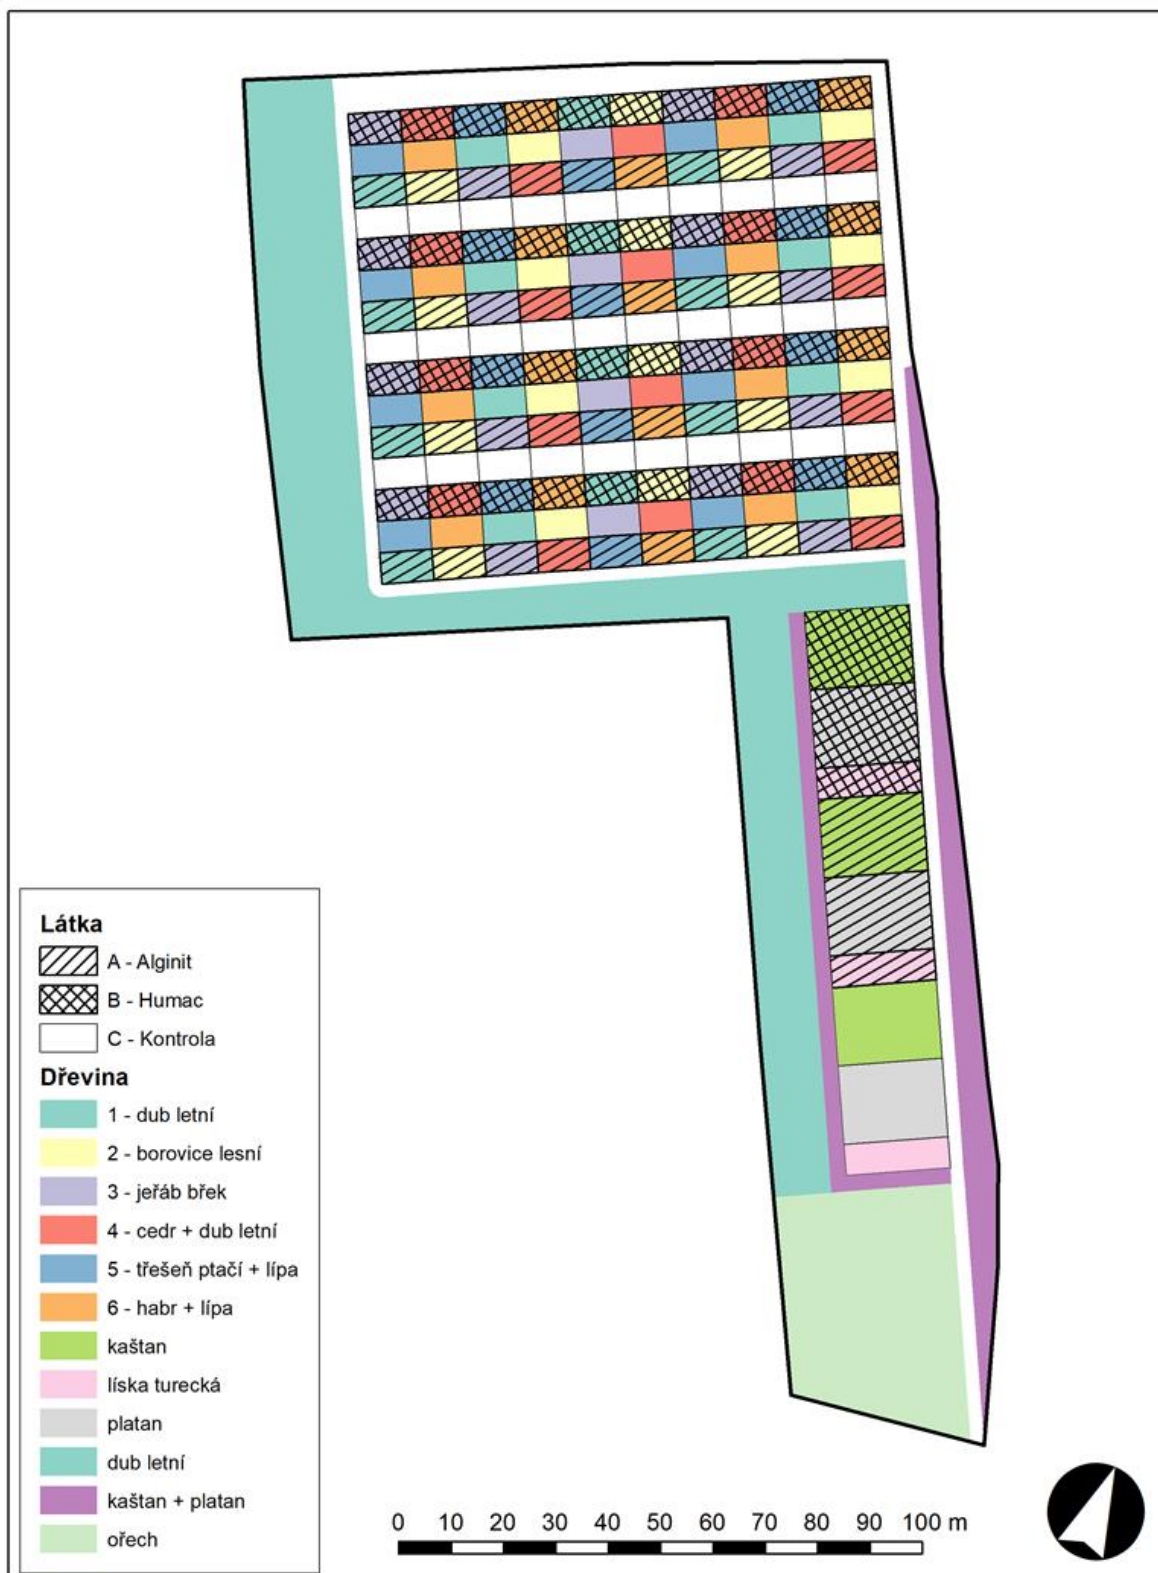 Látka
A - Alginit
B - Humac
C - Kontrola
Dřevina
1 - dub letní
2 - borovice lesní
3 - jeřáb břek
4 - cedr + dub letní
5 - třešeň ptačí + lípa
6 - habr + lípa
kaštan
líska turecká
platan
dub letní
kaštan + platan
ořech
0 10 20 30 40 50 60 70 80 90 100 m